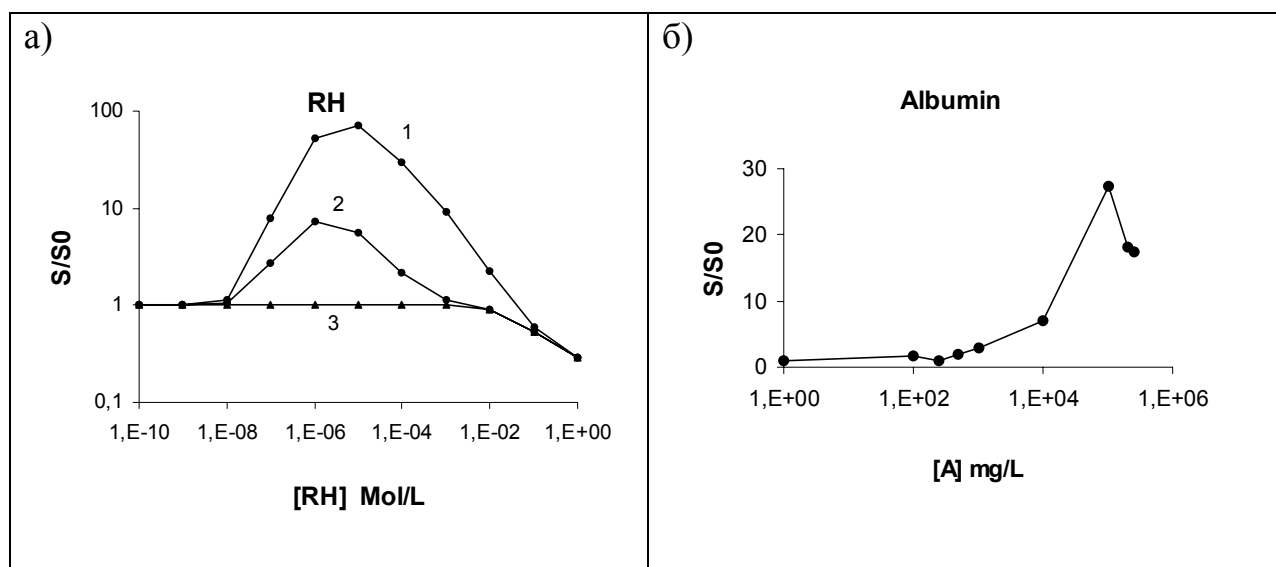 а)
RH
100
10
1
0,1
1
2
3
S/S0
1,E-10 1,E-08 1,E-06 1,E-04 1,E-02 1,E+00
[RH] Mol/L
б)
Albumin
30
20
10
0
S/S0
1,E+00 1,E+02 1,E+04 1,E+06
[A] mg/L